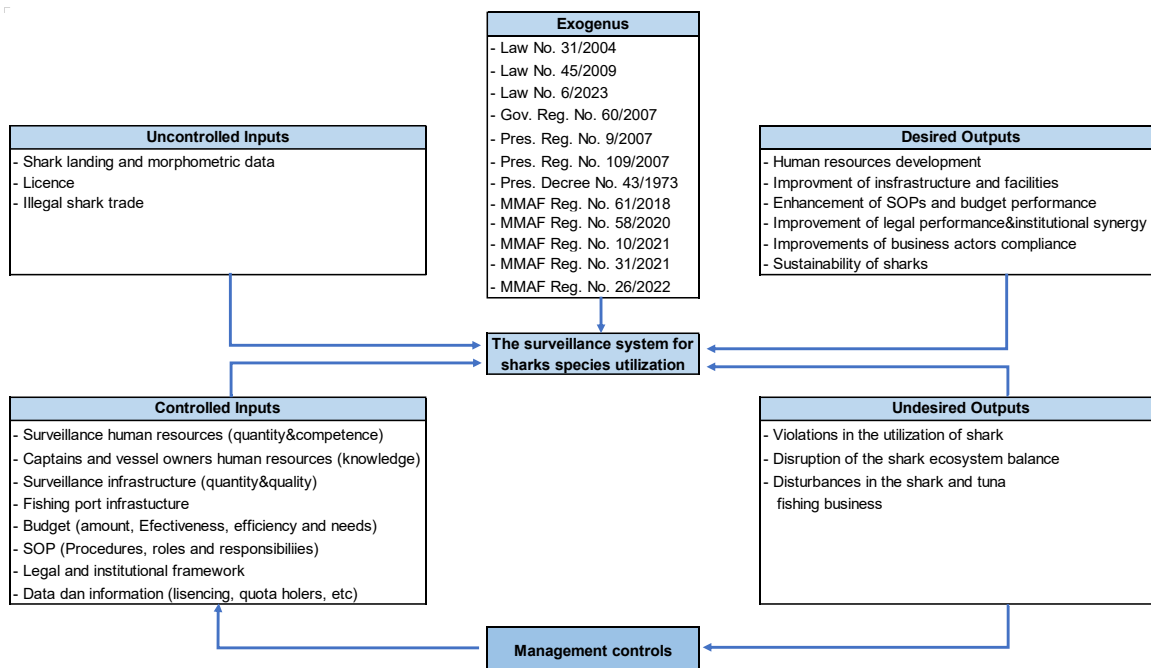 Exogenus
- Law No. 31/2004
- Law No. 45/2009
- Law No. 6/2023
- Gov. Reg. No. 60/2007
- Pres. Reg. No. 9/2007
- Pres. Reg. No. 109/2007
- Pres. Decree No. 43/1973
- MMAF Reg. No. 61/2018
- MMAF Reg. No. 58/2020
- MMAF Reg. No. 10/2021
- MMAF Reg. No. 31/2021
- MMAF Reg. No. 26/2022
Uncontrolled Inputs
- Shark landing and morphometric data
- Licence
- Illegal shark trade
Desired Outputs
- Human resources development
- Improvment of insfrastructure and facilities
- Enhancement of SOPs and budget performance
- Improvement of legal performance&institutional synergy
- Improvements of business actors compliance
- Sustainability of sharks
The surveillance system for
sharks species utilization
Controlled Inputs
- Surveillance human resources (quantity&competence)
- Captains and vessel owners human resources (knowledge)
- Surveillance infrastructure (quantity&quality)
- Fishing port infrastucture
- Budget (amount, Efectiveness, efficiency and needs)
- SOP (Procedures, roles and responsibiliies)
- Legal and institutional framework
- Data dan information (lisencing, quota holers, etc)
Undesired Outputs
- Violations in the utilization of shark
- Disruption of the shark ecosystem balance
- Disturbances in the shark and tuna
fishing business
Management controls